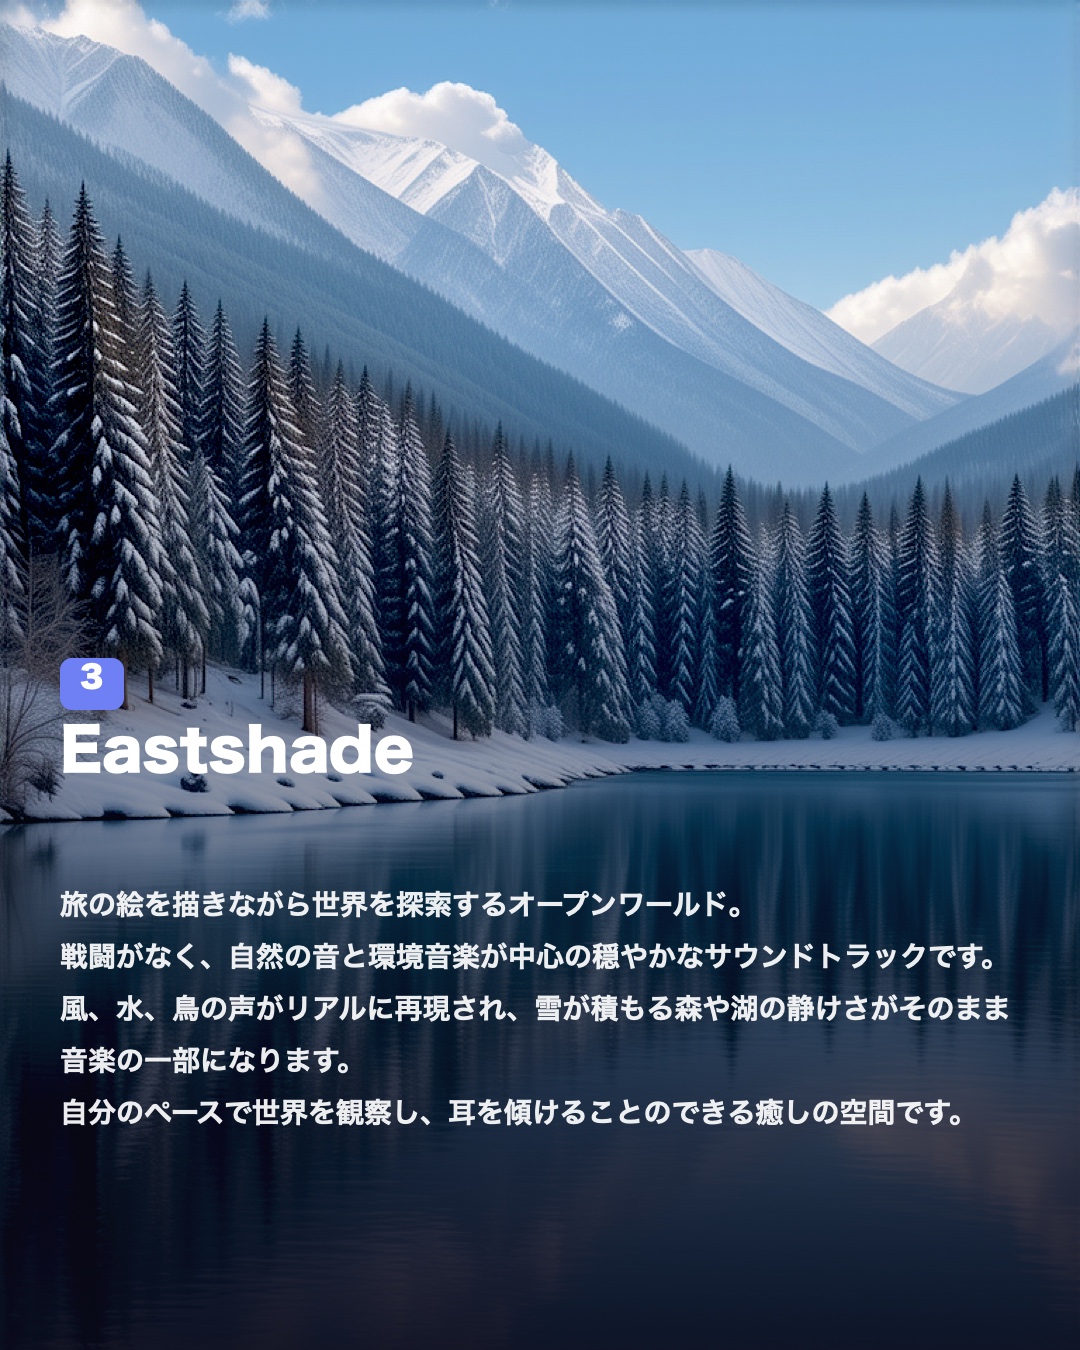 3
Eastshade
旅の絵を描きながら世界を探索するオープンワールド。
戦闘がなく、自然の音と環境音楽が中心の穏やかなサウンドトラックです。
風、水、鳥の声がリアルに再現され、雪が積もる森や湖の静けさがそのまま
音楽の一部になります。
自分のペースで世界を観察し、耳を傾けることのできる癒しの空間です。